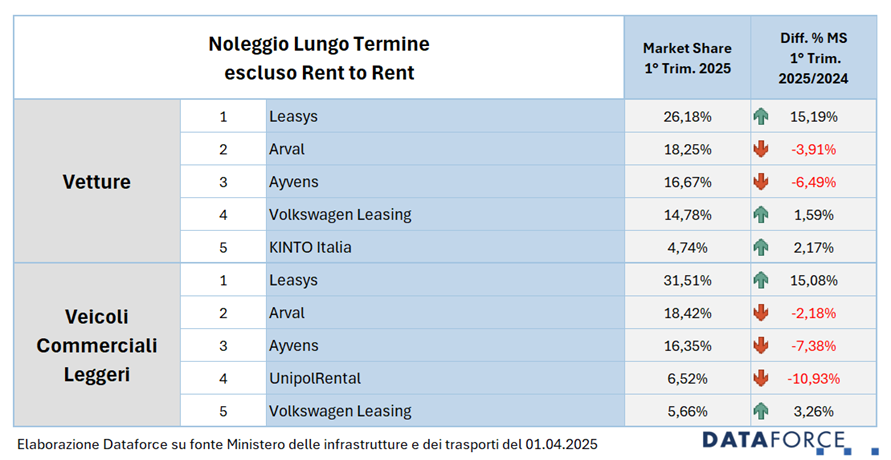 Noleggio Lungo Termine
escluso Rent to Rent
Market Share
1° Trim. 2025
Diff. % MS
1° Trim.
2025/2024
Vetture
1 Leasys 26,18% 15,19%
2 Arval 18,25% -3,91%
3 Ayvens 16,67% -6,49%
4 Volkswagen Leasing 14,78% 1,59%
5 KINTO Italia 4,74% 2,17%
Veicoli
Commerciali
Leggeri
1 Leasys 31,51% 15,08%
2 Arval 18,42% -2,18%
3 Ayvens 16,35% -7,38%
4 UnipolRental 6,52% -10,93%
5 Volkswagen Leasing 5,66% 3,26%
Elaborazione Dataforce su fonte Ministero delle infrastrutture e dei trasporti del 01.04.2025
DATAFORCE